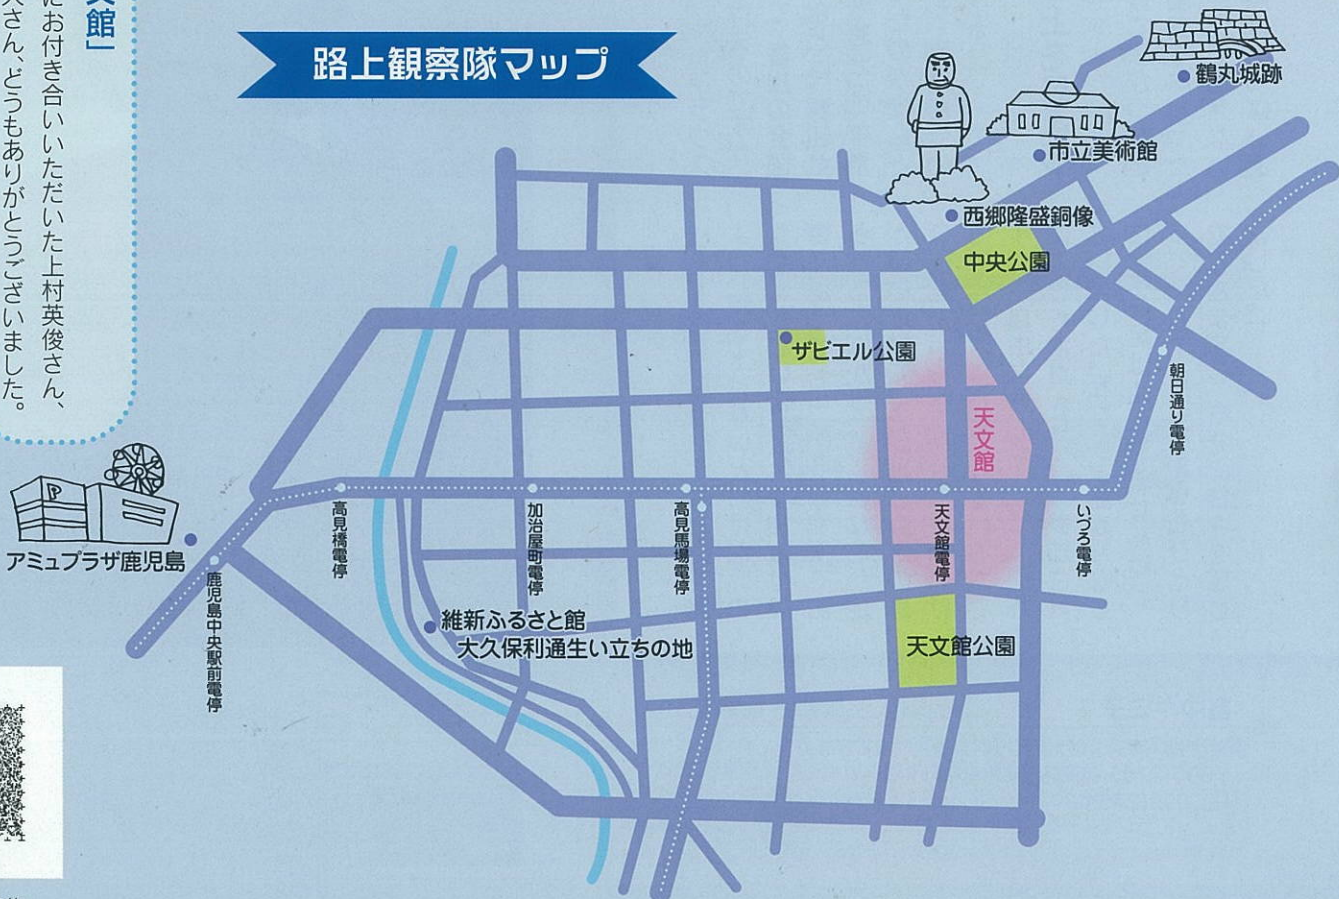 路上観察隊マップ
文館」
にお付き合いいただいた上村英俊さん、
さん、どうもありがとうございました。
鶴丸城跡
市立美術館
西郷隆盛銅像
中央公園
ザビエル公園
天文館
朝日通り電停
いづろ電停
天文館電停
高見馬場電停
加治屋町電停
高見橋電停
P
アミュプラザ鹿児島
鹿児島中央駅前電停
維新ふるさと館
大久保利通生い立ちの地
天文館公園